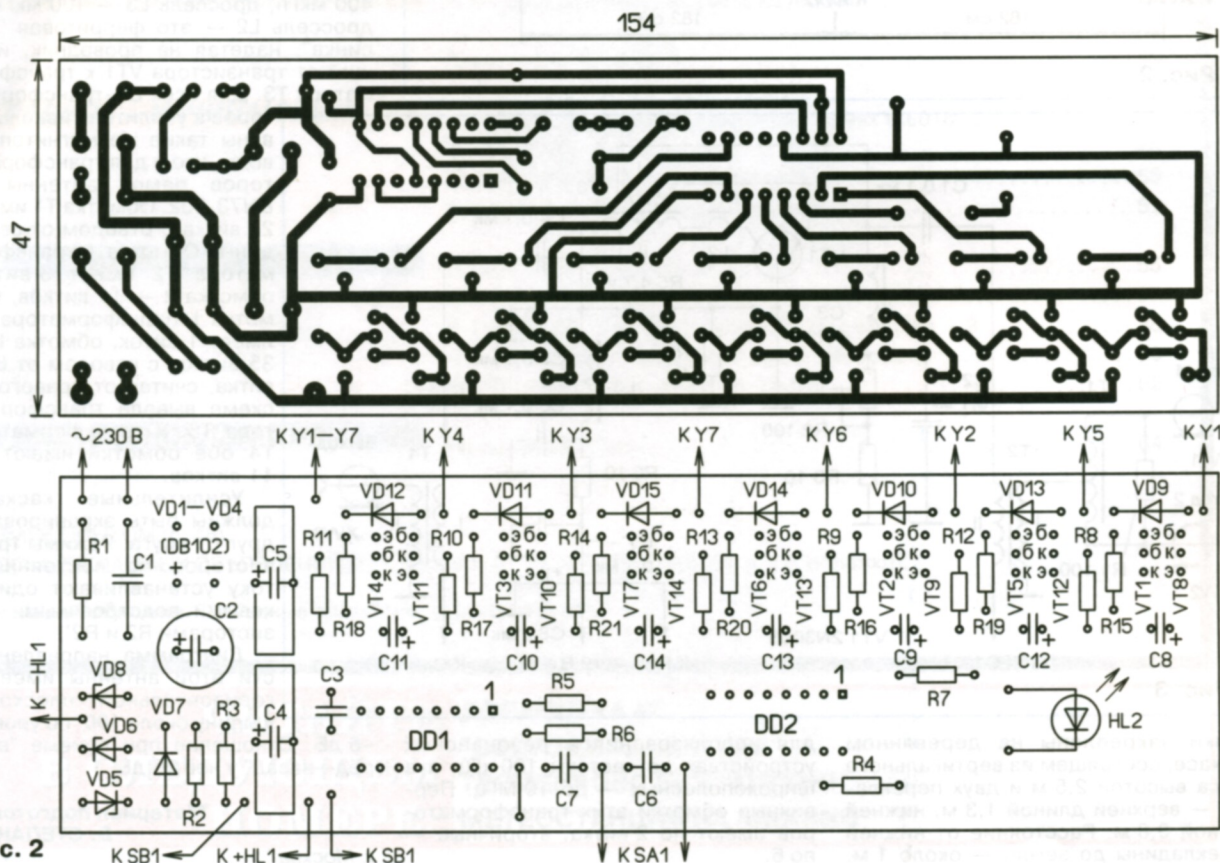 154
47
~230 В
К Y1—Y7
К Y4
К Y3
К Y7
К Y6
К Y2
К Y5
К Y1
VD1—VD4
(DB102)
R1
C1
C2
C5
+
К —HL1
VD8
VD6
VD5
VD7
R3
R2
C4
+
C3
R11
VD12
R10
VD11
R14
VD15
R13
VD14
R9
VD10
R12
VD13
R8
VD9
э б
б к
к э
э б
б к
к э
э б
б к
к э
э б
б к
к э
э б
б к
к э
э б
б к
к э
э б
б к
к э
R18
VT4
VT11
C11
+
R17
VT3
VT10
C10
+
R21
VT7
VT14
C14
+
R20
VT6
VT13
C13
+
R16
VT2
VT9
C9
+
R19
VT5
VT12
C12
+
R15
VT1
VT8
C8
+
1
DD1
R5
R6
C7
C6
1
DD2
R7
R4
HL2
К SB1
К +HL1
К SB1
К SA1
с. 2